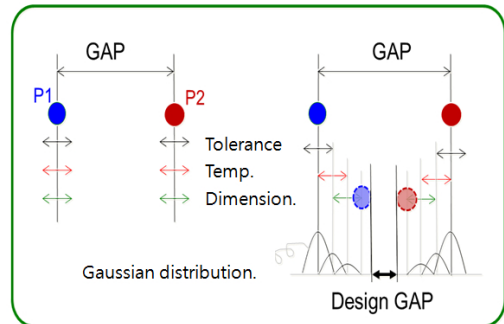 GAP
GAP
P1
P2
Tolerance
Temp.
Dimension.
Gaussian distribution.
Design GAP